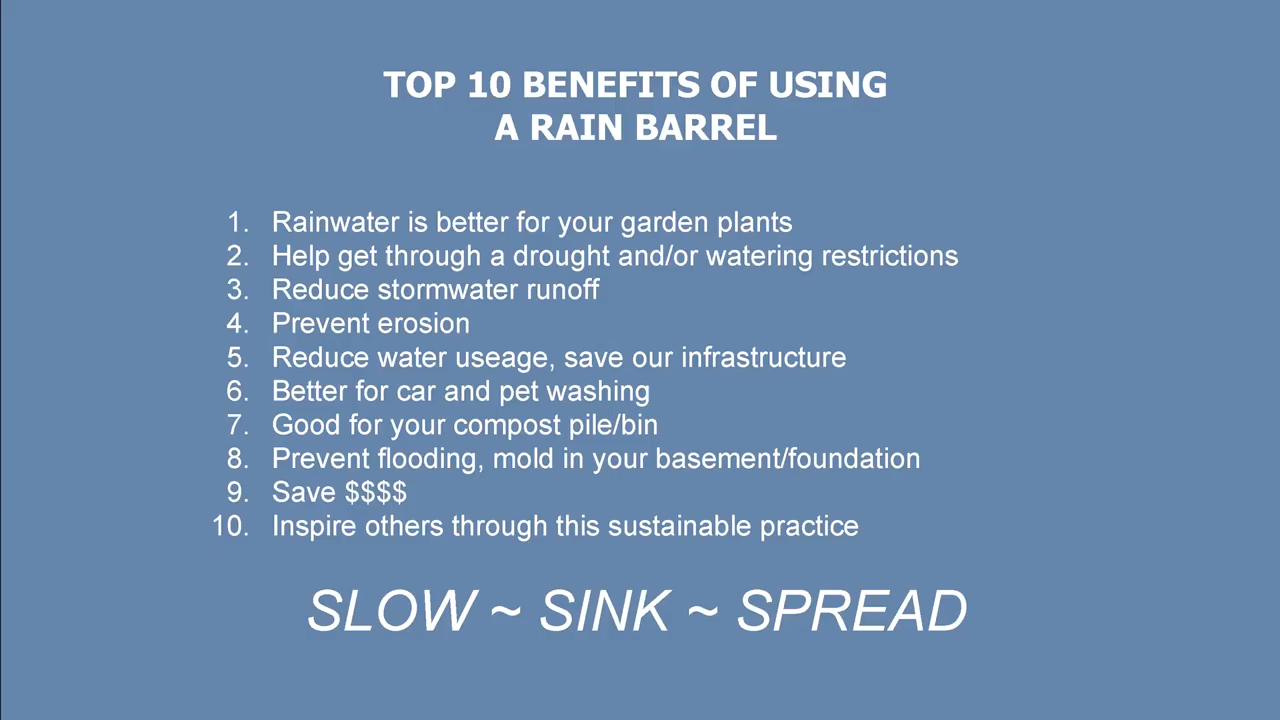 TOP 10 BENEFITS OF USING
A RAIN BARREL
1. Rainwater is better for your garden plants
2. Help get through a drought and/or watering restrictions
3. Reduce stormwater runoff
4. Prevent erosion
5. Reduce water useage, save our infrastructure
6. Better for car and pet washing
7. Good for your compost pile/bin
8. Prevent flooding, mold in your basement/foundation
9. Save $$$$
10. Inspire others through this sustainable practice
SLOW ~ SINK ~ SPREAD